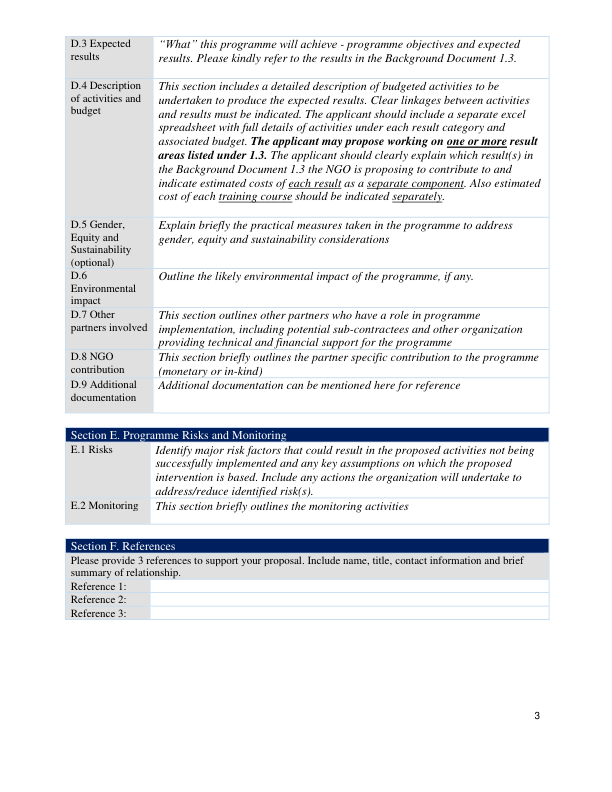 D.3 Expected
results
“What” this programme will achieve - programme objectives and expected
results. Please kindly refer to the results in the Background Document 1.3.
D.4 Description
of activities and
budget
This section includes a detailed description of budgeted activities to be
undertaken to produce the expected results. Clear linkages between activities
and results must be indicated. The applicant should include a separate excel
spreadsheet with full details of activities under each result category and
associated budget. The applicant may propose working on one or more result
areas listed under 1.3. The applicant should clearly explain which result(s) in
the Background Document 1.3 the NGO is proposing to contribute to and
indicate estimated costs of each result as a separate component. Also estimated
cost of each training course should be indicated separately.
D.5 Gender,
Equity and
Sustainability
(optional)
Explain briefly the practical measures taken in the programme to address
gender, equity and sustainability considerations
D.6
Environmental
impact
Outline the likely environmental impact of the programme, if any.
D.7 Other
partners involved
This section outlines other partners who have a role in programme
implementation, including potential sub-contractees and other organization
providing technical and financial support for the programme
D.8 NGO
contribution
This section briefly outlines the partner specific contribution to the programme
(monetary or in-kind)
D.9 Additional
documentation
Additional documentation can be mentioned here for reference
Section E. Programme Risks and Monitoring
E.1 Risks
Identify major risk factors that could result in the proposed activities not being
successfully implemented and any key assumptions on which the proposed
intervention is based. Include any actions the organization will undertake to
address/reduce identified risk(s).
E.2 Monitoring
This section briefly outlines the monitoring activities
Section F. References
Please provide 3 references to support your proposal. Include name, title, contact information and brief
summary of relationship.
Reference 1:
Reference 2:
Reference 3:
3